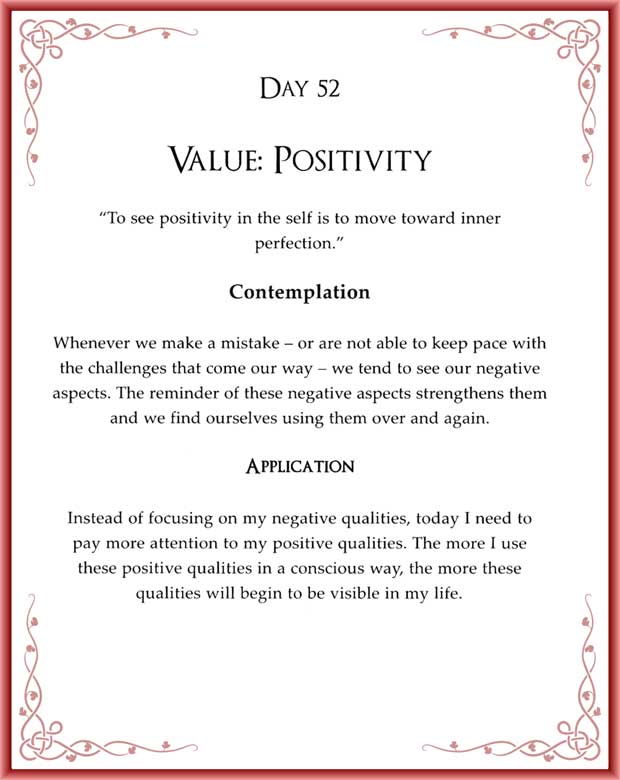 Day 52
Value: Positivity
“To see positivity in the self is to move toward inner
perfection.”
Contemplation
Whenever we make a mistake – or are not able to keep pace with
the challenges that come our way – we tend to see our negative
aspects. The reminder of these negative aspects strengthens them
and we find ourselves using them over and again.
Application
Instead of focusing on my negative qualities, today I need to
pay more attention to my positive qualities. The more I use
these positive qualities in a conscious way, the more these
qualities will begin to be visible in my life.